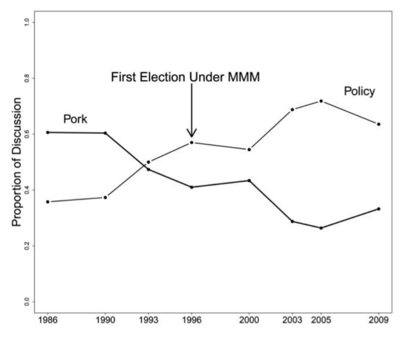 1.0
0.8
0.6
0.4
0.2
0.0
Proportion of Discussion
First Election Under MMM
Pork
Policy
1986 1990 1993 1996 2000 2003 2005 2009